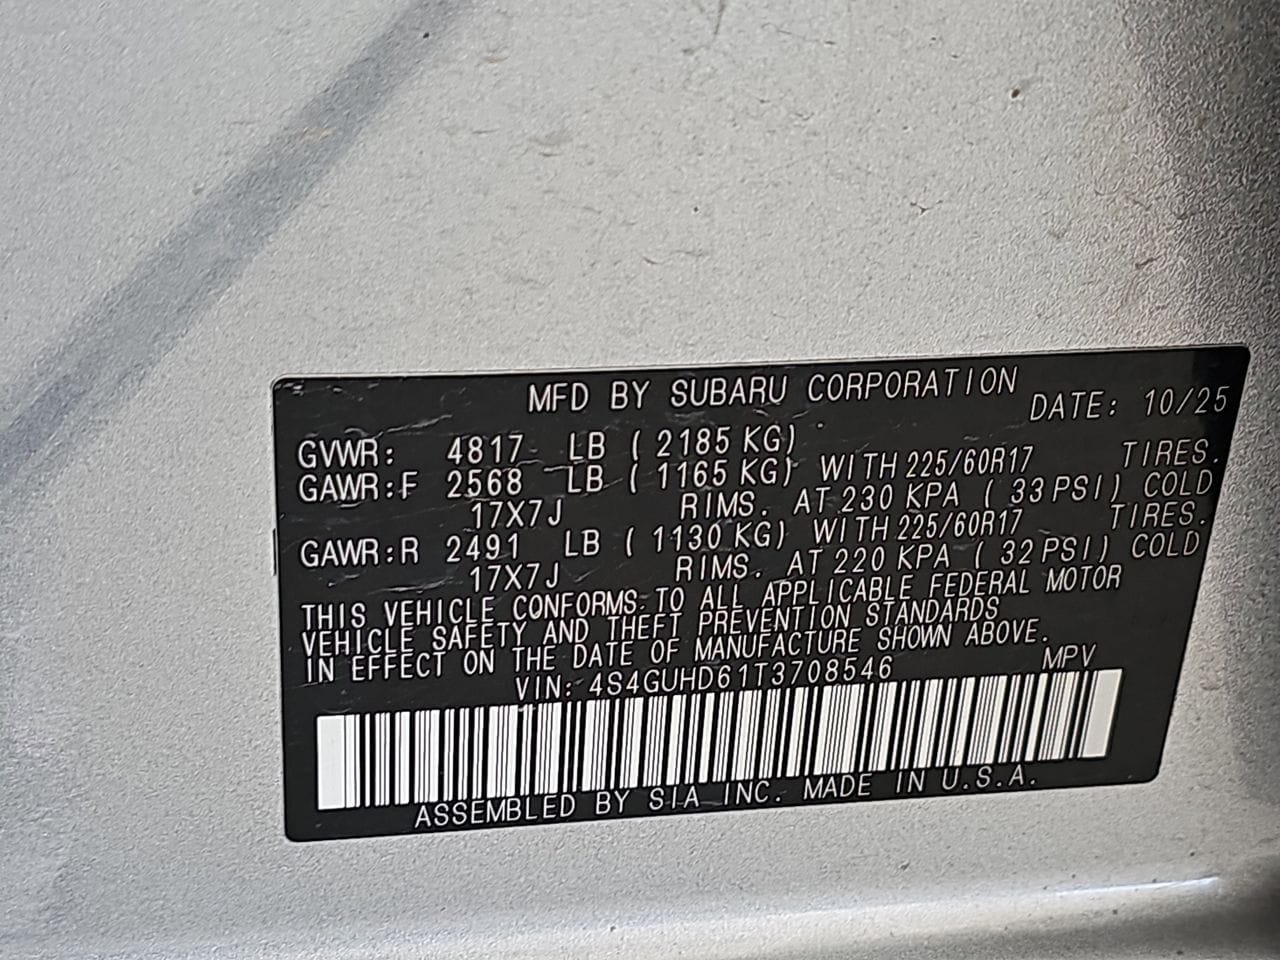 MFD BY SUBARU CORPORATION
DATE: 10/25
GVWR: 4817 LB ( 2185 KG)
GAWR:F 2568 LB ( 1165 KG) WITH 225/60R17 TIRES.
17X7J RIMS. AT 230 KPA ( 33 PSI) COLD
GAWR:R 2491 LB ( 1130 KG) WITH 225/60R17 TIRES.
17X7J RIMS. AT 220 KPA ( 32 PSI) COLD
THIS VEHICLE CONFORMS TO ALL APPLICABLE FEDERAL MOTOR
VEHICLE SAFETY AND THEFT PREVENTION STANDARDS
IN EFFECT ON THE DATE OF MANUFACTURE SHOWN ABOVE.
VIN: 4S4GUHD61T3708546 MPV
ASSEMBLED BY SIA INC. MADE IN U.S.A.